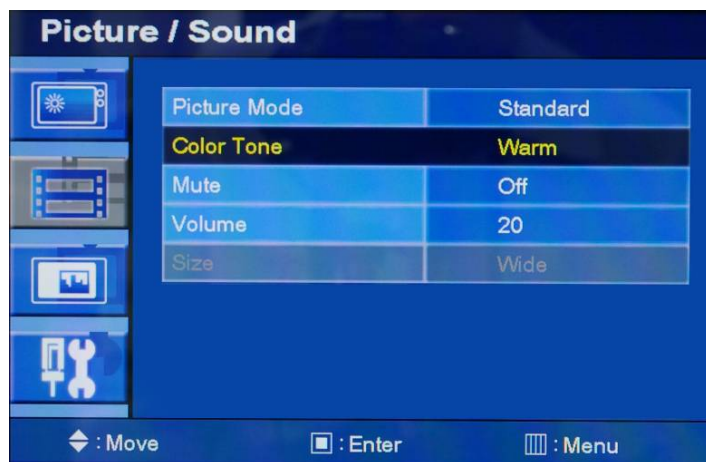 Picture / Sound
Picture Mode Standard
Color Tone Warm
Mute Off
Volume 20
Size Wide
: Move : Enter : Menu